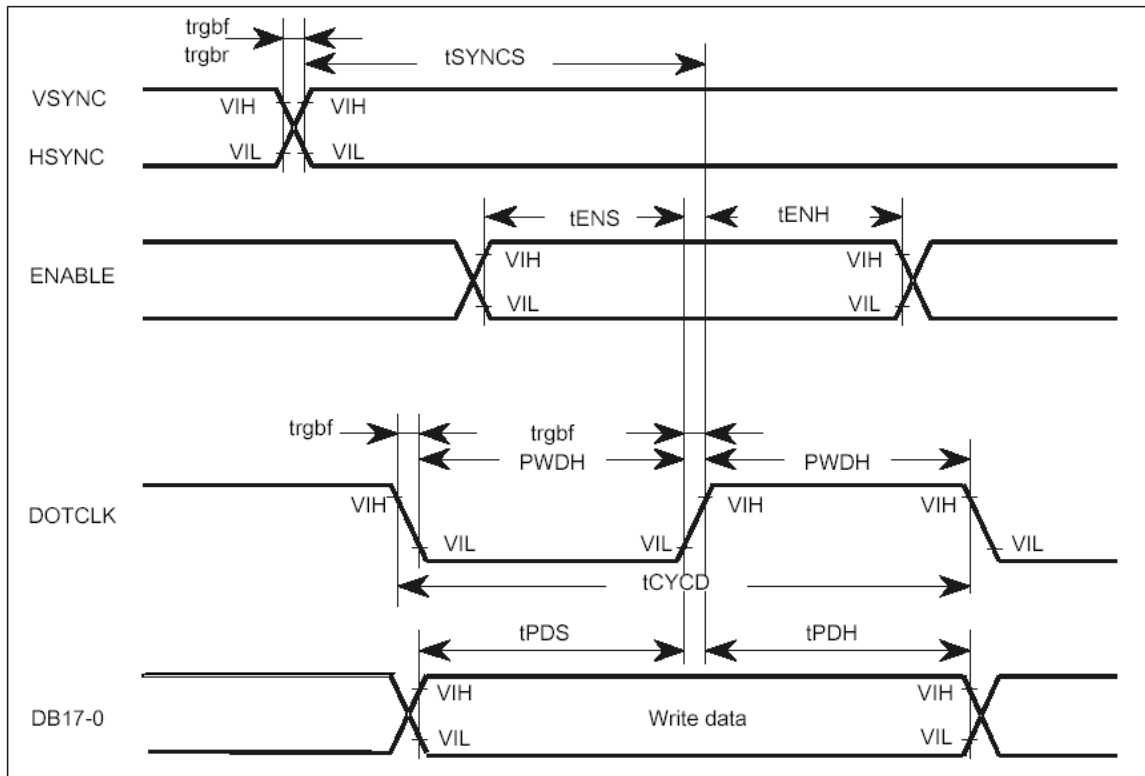 trgbf
trgbr
tSYNCS
VSYNC
VIH
VIH
HSYNC
VIL
VIL
tENS
tENH
ENABLE
VIH
VIH
VIL
VIL
trgbf
trgbf
PWDH
PWDH
DOTCLK
VIH
VIH
VIH
VIL
VIL
VIL
tCYCD
tPDS
tPDH
DB17-0
VIH
Write data
VIH
VIL
VIL